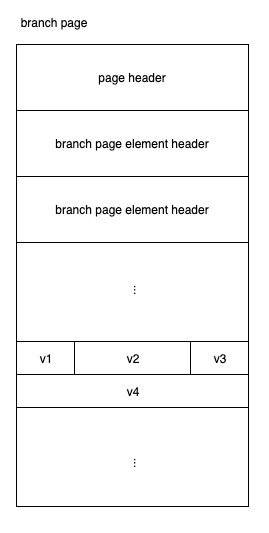 branch page
page header
branch page element header
branch page element header
⋮
v1 v2 v3
v4
⋮